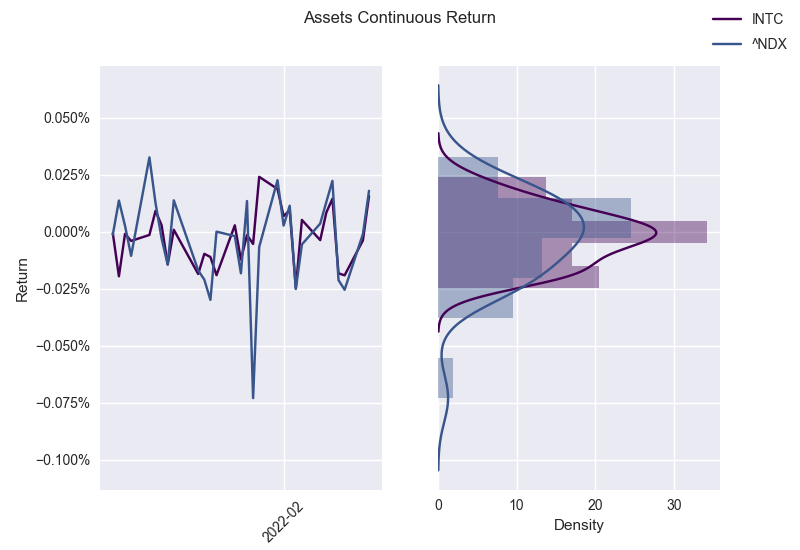 Assets Continuous Return
INTC
^NDX
Return
0.050%
0.025%
0.000%
−0.025%
−0.050%
−0.075%
−0.100%
2022-02
0 10 20 30
Density